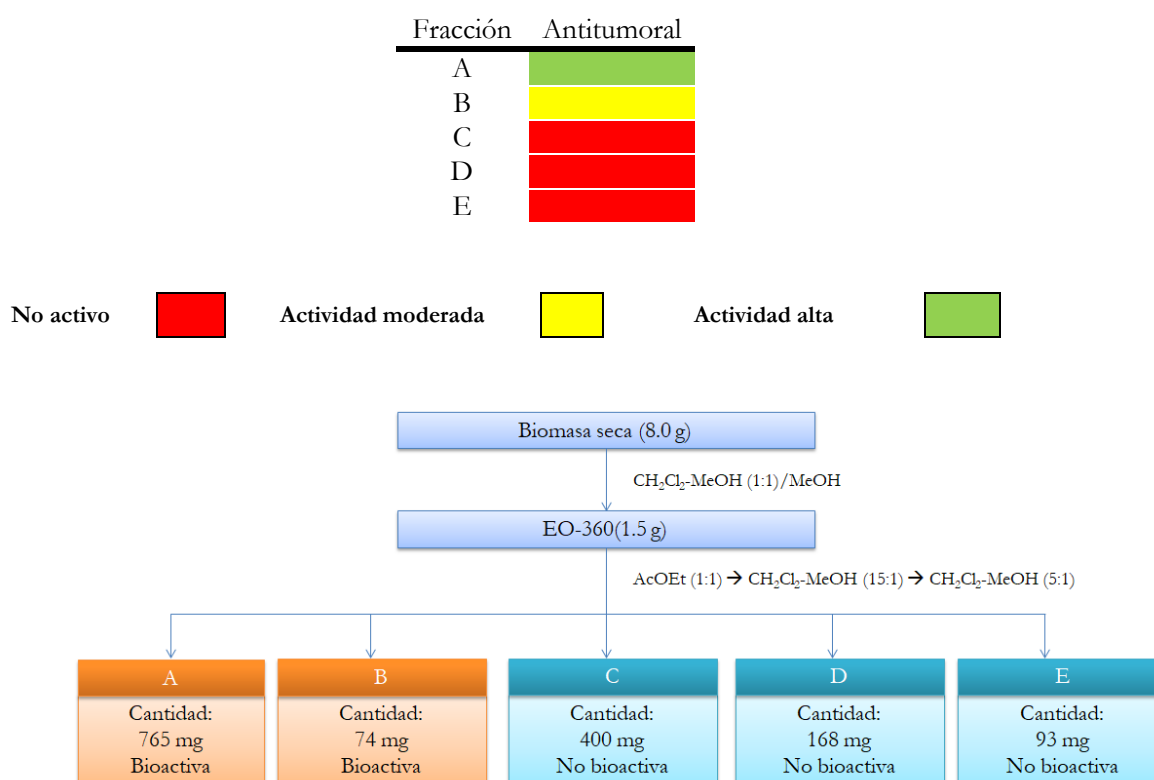 Fracción Antitumoral
A
B
C
D
E
No activo Actividad moderada Actividad alta
Biomasa seca (8.0 g)
CH₂Cl₂-MeOH (1:1)/MeOH
EO-360(1.5 g)
AcOEt (1:1) → CH₂Cl₂-MeOH (15:1) → CH₂Cl₂-MeOH (5:1)
A
Cantidad:
765 mg
Bioactiva
B
Cantidad:
74 mg
Bioactiva
C
Cantidad:
400 mg
No bioactiva
D
Cantidad:
168 mg
No bioactiva
E
Cantidad:
93 mg
No bioactiva